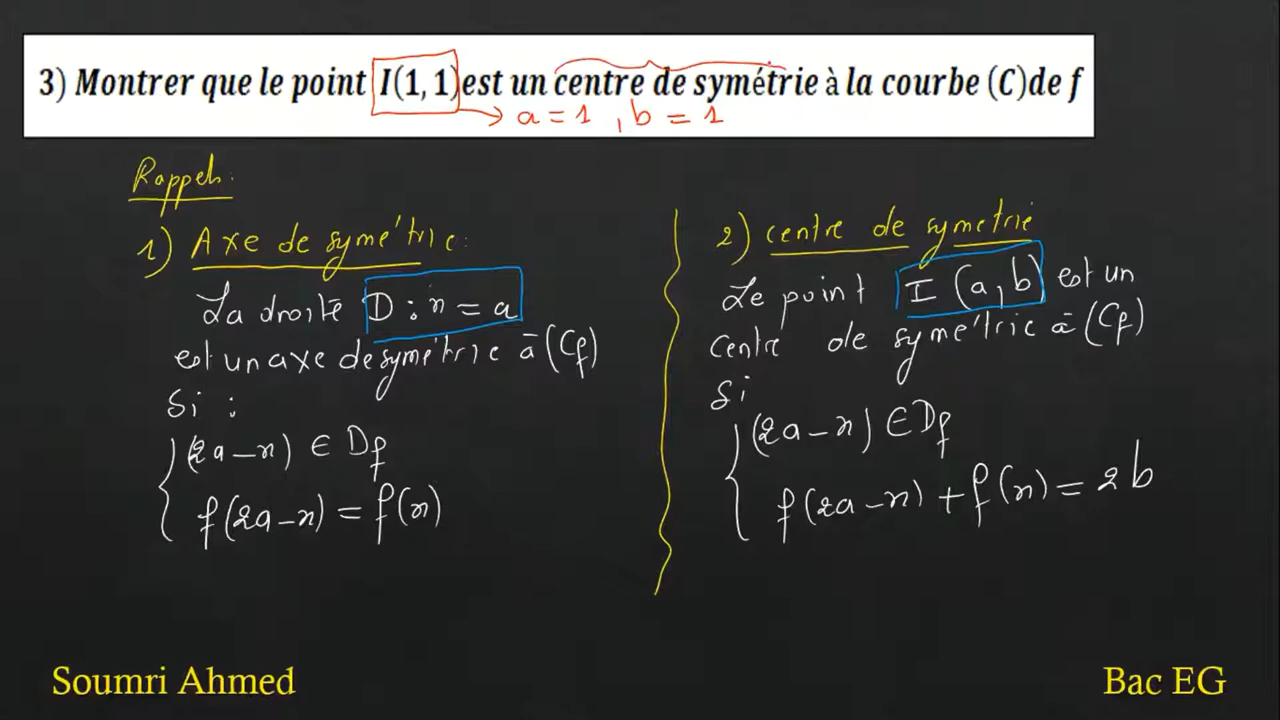 3) Montrer que le point I(1, 1) est un centre de symétrie à la courbe (C) de f
a = 1 , b = 1
Rappels:
1) Axe de symétrie:
La droite D : x = a
est un axe de symétrie à (Cf)
Si :
(2a - x) ∈ Df
f(2a - x) = f(x)
2) centre de symetrie
Le point I (a, b) est un
centre de symétrie à (Cf)
Si
(2a - x) ∈ Df
f(2a - x) + f(x) = 2b
Soumri Ahmed
Bac EG